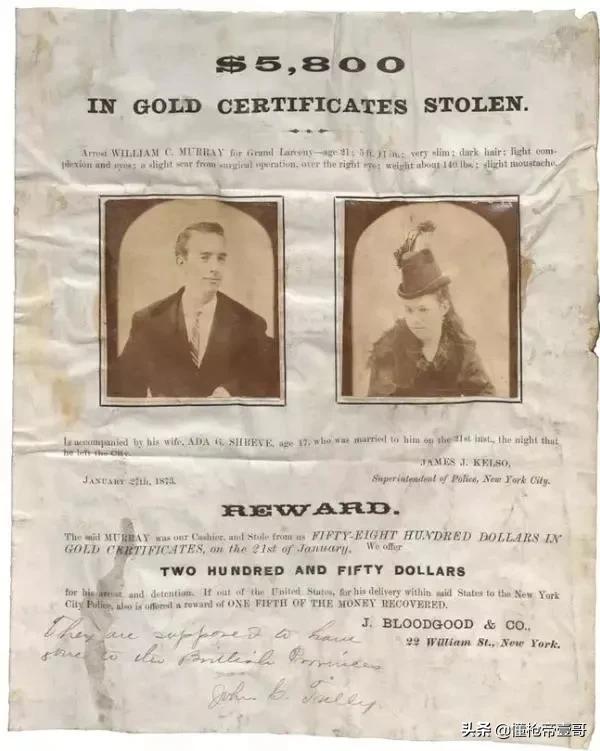 $5,800
IN GOLD CERTIFICATES STOLEN.
Arrest WILLIAM C. MURRAY for Grand Larceny—age 21; 5 ft. 11 in.; very slim; dark hair; light com-
plexion and eyes; a slight scar from surgical operation, over the right eye; weight about 140 lbs.; slight moustache.
Is accompanied by his wife, ADA G. SHREVE, age 17, who was married to him on the 21st inst., the night that
he left the City.
JAMES J. KELSO,
JANUARY 27th, 1873.
Superintendent of Police, New York City.
REWARD.
The said MURRAY was our Cashier, and Stole from us FIFTY-EIGHT HUNDRED DOLLARS IN
GOLD CERTIFICATES, on the 21st of January. We offer
TWO HUNDRED AND FIFTY DOLLARS
for his arrest and detention. If out of the United States, for his delivery within said States to the New York
City Police, also is offered a reward of ONE FIFTH OF THE MONEY RECOVERED.
J. BLOODGOOD & CO.,
22 William St., New York.
They are supposed to have
gone to the British Provinces
John C.
头条 @懂枪帝壹哥